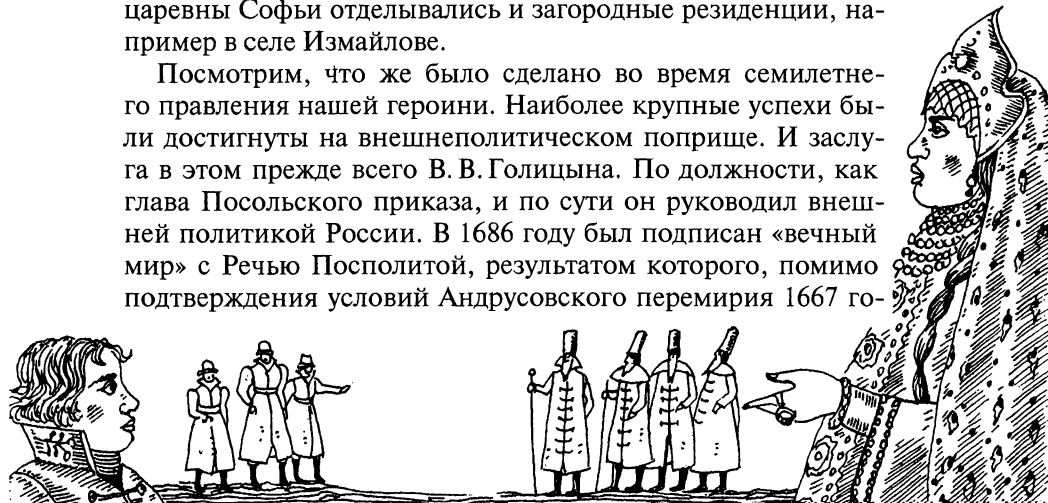 царевны Софьи отделывались и загородные резиденции, на-
пример в селе Измайлове.
Посмотрим, что же было сделано во время семилетне-
го правления нашей героини. Наиболее крупные успехи бы-
ли достигнуты на внешнеполитическом поприще. И заслу-
га в этом прежде всего В. В. Голицына. По должности, как
глава Посольского приказа, и по сути он руководил внеш-
ней политикой России. В 1686 году был подписан «вечный
мир» с Речью Посполитой, результатом которого, помимо
подтверждения условий Андрусовского перемирия 1667 го-